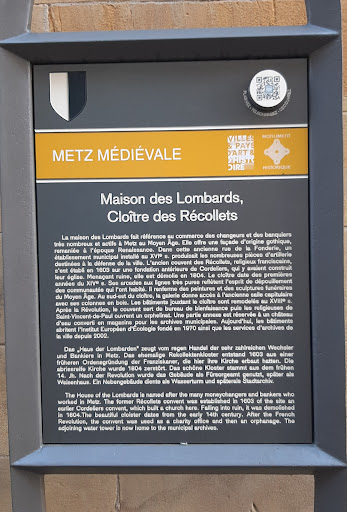 VILLES
& PAYS
D'ART &
D'HISTOIRE
MONUMENT
HISTORIQUE
METZ MÉDIÉVALE
Maison des Lombards,
Cloître des Récollets
La maison des Lombards fait référence au commerce des changeurs et des banquiers
très nombreux et actifs à Metz au Moyen Âge. Elle offre une façade d'origine gothique,
remaniée à l'époque Renaissance. Dans cette ancienne rue de la Fonderie, un
établissement municipal installé au XVIe s. produisait les nombreuses pièces d'artillerie
destinées à la défense de la ville. L'ancien couvent des Récollets, religieux franciscains,
s'est établi en 1603 sur une fondation antérieure de Cordeliers, qui y avaient construit
leur église. Menaçant ruine, elle est démolie en 1804. Le cloître date des premières
années du XIVe s. Ses arcades aux lignes très pures reflètent l'esprit de dépouillement
des communautés qui l'ont habité. Il renferme des peintures et des sculptures funéraires
du Moyen Âge. Au sud-est du cloître, la galerie donne accès à l'ancienne salle capitulaire
avec ses colonnes en bois. Les bâtiments jouxtant le cloître sont remodelés au XVIIIe s.
Après la Révolution, le couvent sert de bureau de bienfaisance puis les religieuses de
Saint-Vincent-de-Paul ouvrent un orphelinat. Une partie annexe est réservée à un château
d'eau converti en magasin pour les archives municipales. Aujourd'hui, les bâtiments
abritent l'Institut Européen d'Écologie fondé en 1970 ainsi que les services d'archives de
la ville depuis 2002.
Das „Haus der Lombarden" zeugt vom regen Handel der sehr zahlreichen Wechsler
und Bankiers in Metz. Das ehemalige Rekollektenkloster entstand 1603 aus einer
früheren Ordensgründung der Franziskaner, die hier ihre Kirche erbaut hatten. Die
abrisreife Kirche wurde 1804 zerstört. Das schöne Kloster stammt aus dem frühen
14. Jh. Nach der Revolution wurde das Gebäude als Fürsorgeamt genutzt, später als
Waisenhaus. Ein Nebengebäude diente als Wasserturm und späterals Stadtarchiv.
The House of the Lombards is named after the many moneychangers and bankers who
worked in Metz. The former Récollets convent was established in 1603 of the site an
earlier Cordeliers convent, which built a church here. Falling into ruin, it was demolished
in 1804.The beautiful cloister dates from the early 14th century. After the French
Revolution, the convent was used as a charity office and then an orphanage. The
adjoining water tower is now home to the municipal archives.